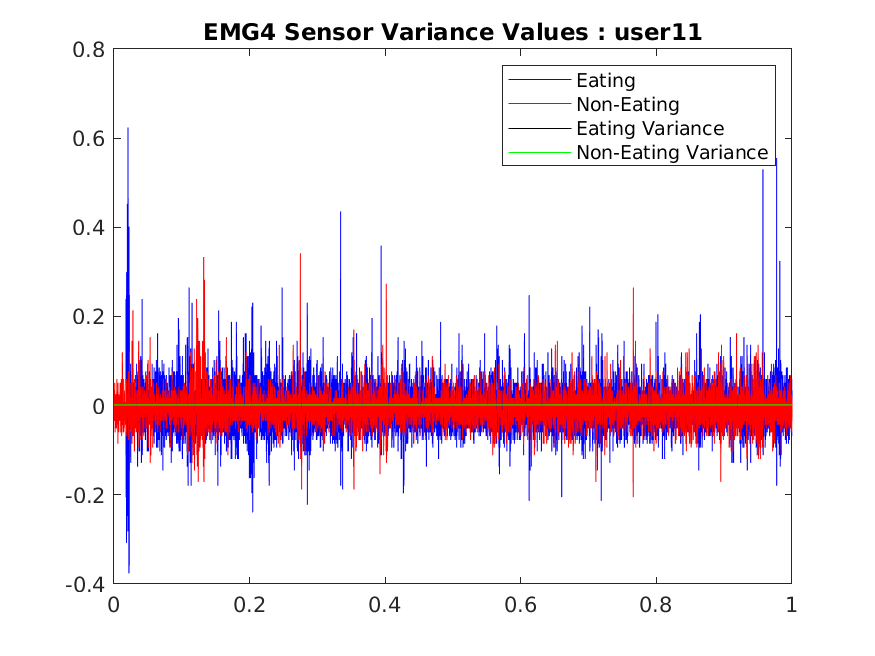 EMG4 Sensor Variance Values : user11
0.8
0.6
0.4
0.2
0
-0.2
-0.4
Eating
Non-Eating
Eating Variance
Non-Eating Variance
0 0.2 0.4 0.6 0.8 1